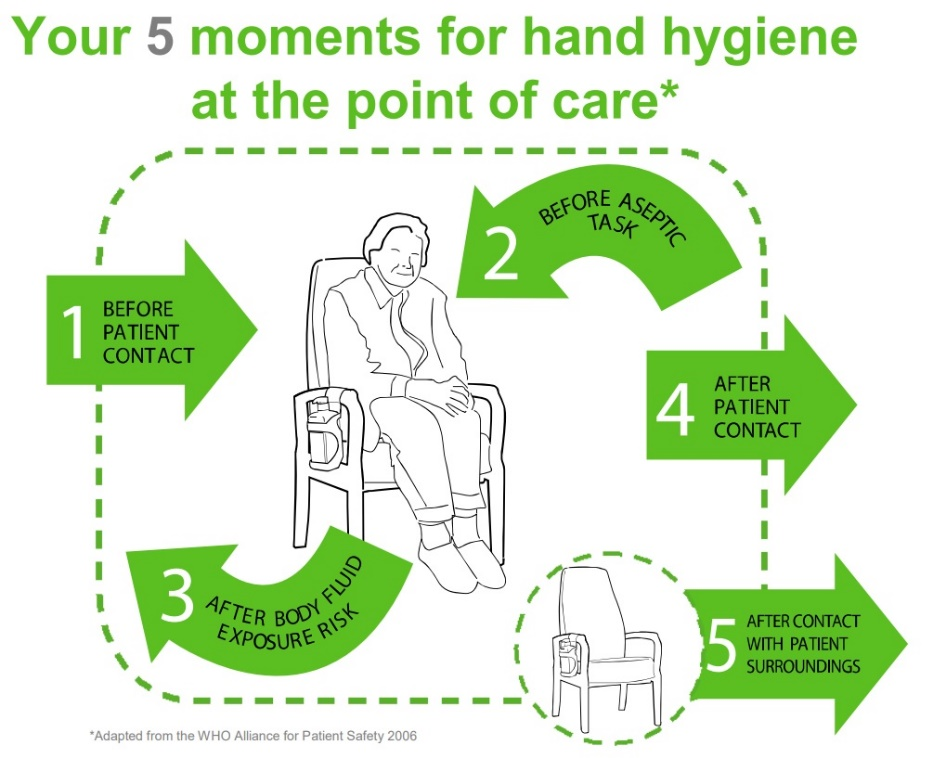 Your 5 moments for hand hygiene
at the point of care*
1
BEFORE
PATIENT
CONTACT
2
BEFORE ASEPTIC
TASK
3
AFTER BODY FLUID
EXPOSURE RISK
4
AFTER
PATIENT
CONTACT
5
AFTER CONTACT
WITH PATIENT
SURROUNDINGS
*Adapted from the WHO Alliance for Patient Safety 2006